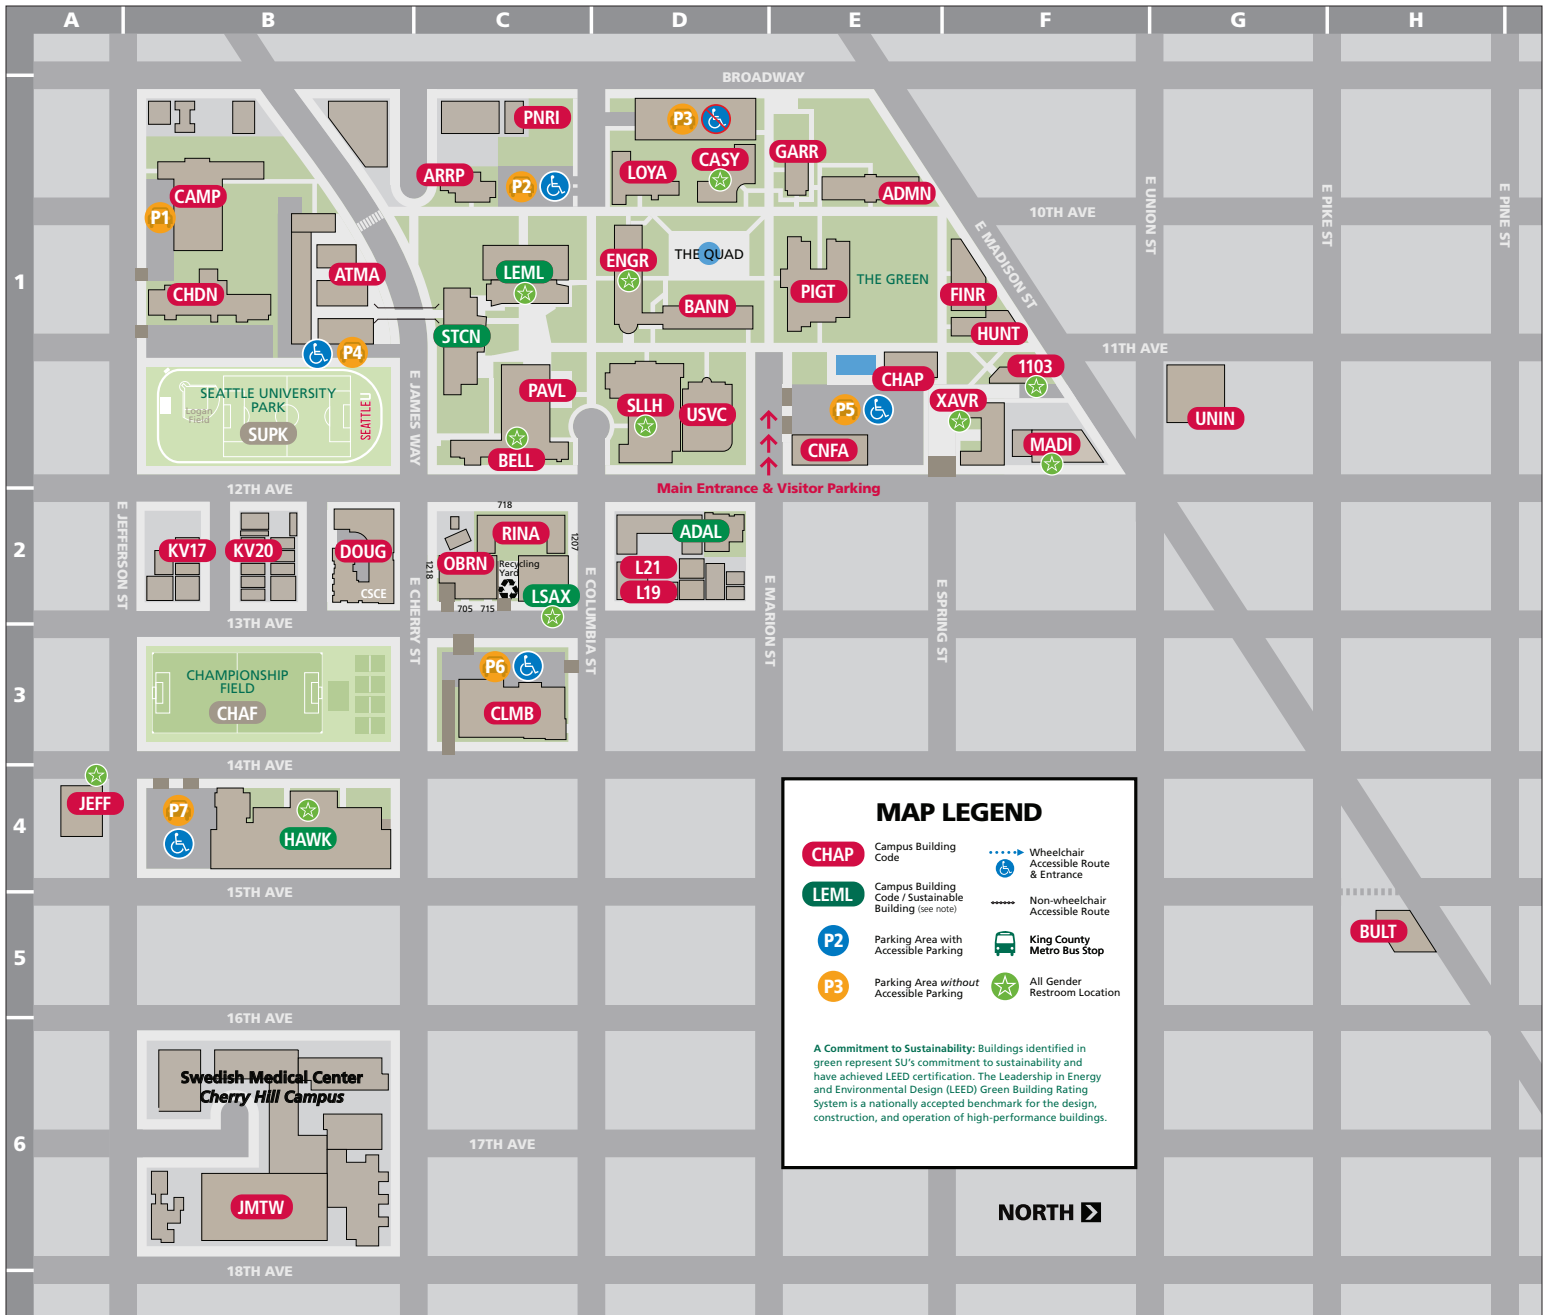 A
B
C
D
E
F
G
H
BROADWAY
PNRI
P3
GARR
CASY
LOYA
ARRP
P2
ADMN
CAMP
P1
10TH AVE
E UNION ST
E PIKE ST
E PINE ST
E MADISON ST
THE QUAD
ENGR
LEML
ATMA
1
THE GREEN
PIGT
CHDN
FINR
BANN
STCN
HUNT
P4
11TH AVE
1103
CHAP
SEATTLE UNIVERSITY
PARK
Logan
Field
SUPK
SEATTLEU
E JAMES WAY
PAVL
SLLH
USVC
P5
XAVR
UNIN
MADI
CNFA
BELL
12TH AVE
Main Entrance & Visitor Parking
718
2
E JEFFERSON ST
KV17
KV20
DOUG
CSCE
RINA
1207
OBRN
1218
Recycling
Yard
LSAX
705
715
ADAL
L21
L19
E CHERRY ST
E COLUMBIA ST
E MARION ST
E SPRING ST
13TH AVE
3
CHAMPIONSHIP
FIELD
CHAF
P6
CLMB
14TH AVE
4
JEFF
P7
HAWK
15TH AVE
MAP LEGEND
CHAP
Campus Building
Code
LEML
Campus Building
Code / Sustainable
Building (see note)
P2
Parking Area with
Accessible Parking
P3
Parking Area without
Accessible Parking
Wheelchair
Accessible Route
& Entrance
Non-wheelchair
Accessible Route
King County
Metro Bus Stop
All Gender
Restroom Location
A Commitment to Sustainability: Buildings identified in
green represent SU's commitment to sustainability and
have achieved LEED certification. The Leadership in Energy
and Environmental Design (LEED) Green Building Rating
System is a nationally accepted benchmark for the design,
construction, and operation of high-performance buildings.
BULT
5
16TH AVE
Swedish Medical Center
Cherry Hill Campus
6
17TH AVE
JMTW
NORTH
18TH AVE